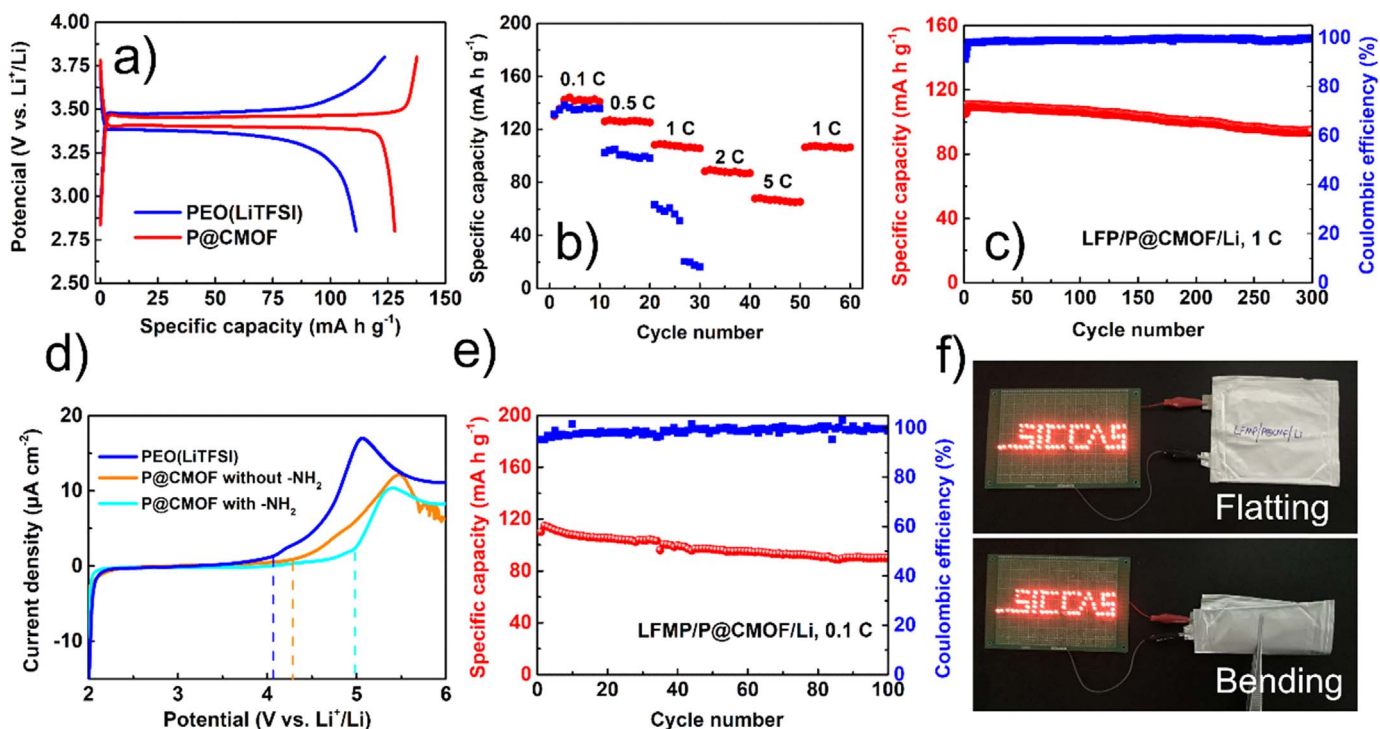 a)
4.00
3.75
3.50
3.25
3.00
2.75
2.50
Potencial (V vs. Li⁺/Li)
PEO(LiTFSI)
P@CMOF
0 25 50 75 100 125 150
Specific capacity (mA h g⁻¹)
b)
200
160
120
80
40
0
Specific capacity (mA h g⁻¹)
0.1 C
0.5 C
1 C
2 C
5 C
1 C
0 10 20 30 40 50 60
Cycle number
c)
160
120
80
40
0
Specific capacity (mA h g⁻¹)
100
80
60
40
20
0
Coulombic efficiency (%)
LFP/P@CMOF/Li, 1 C
1 50 100 150 200 250 300
Cycle number
d)
20
10
0
-10
Current density (μA cm⁻²)
PEO(LiTFSI)
P@CMOF without -NH₂
P@CMOF with -NH₂
2 3 4 5 6
Potential (V vs. Li⁺/Li)
e)
200
160
120
80
40
0
Specific capacity (mA h g⁻¹)
100
80
60
40
20
0
Coulombic efficiency (%)
LFMP/P@CMOF/Li, 0.1 C
0 20 40 60 80 100
Cycle number
f)
SICCAS
LFMP/P@CMOF/Li
Flatting
SICCAS
Bending